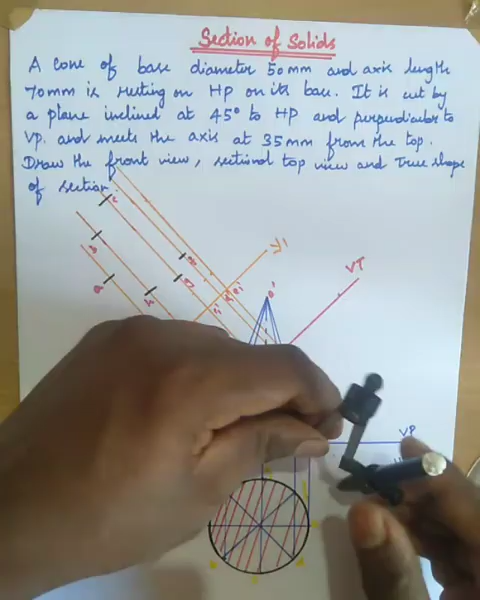 Section of Solids
A cone of base diameter 50mm and axis length
70mm is resting on HP on its base. It is cut by
a plane inclined at 45° to HP and perpendicular to
VP. and meets the axis at 35mm from the top.
Draw the front view, sectional top view and True shape
of section.
c
b
a
h
g
o'
VT
VP